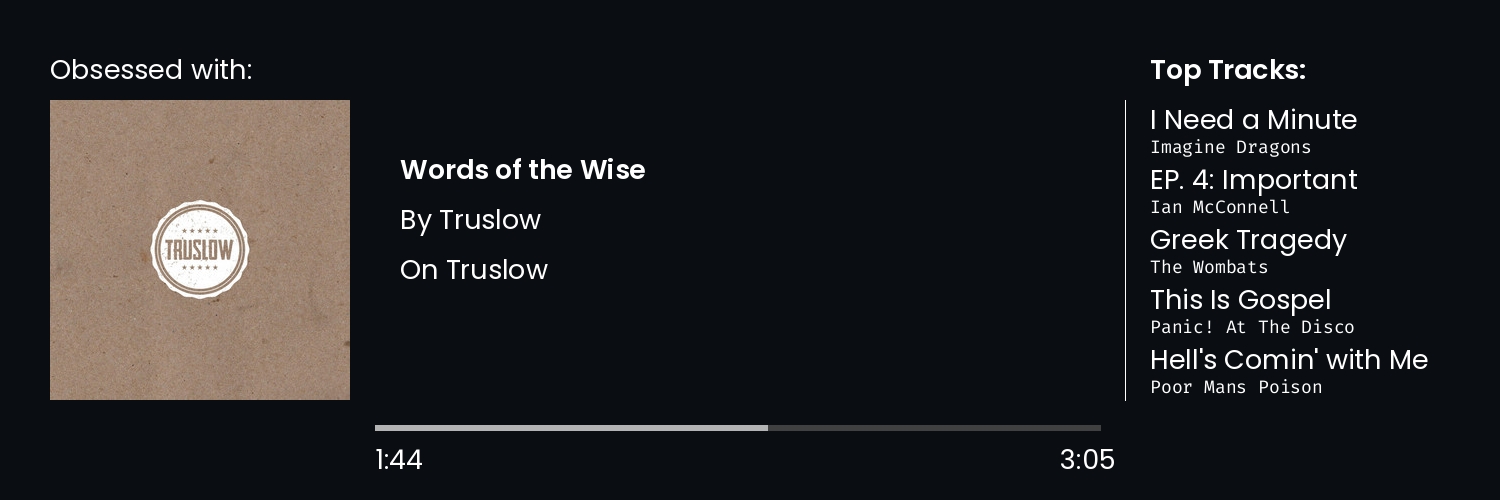 Obsessed with:
TRUSLOW
Words of the Wise
By Truslow
On Truslow
1:44
3:05
Top Tracks:
I Need a Minute
Imagine Dragons
EP. 4: Important
Ian McConnell
Greek Tragedy
The Wombats
This Is Gospel
Panic! At The Disco
Hell's Comin' with Me
Poor Mans Poison